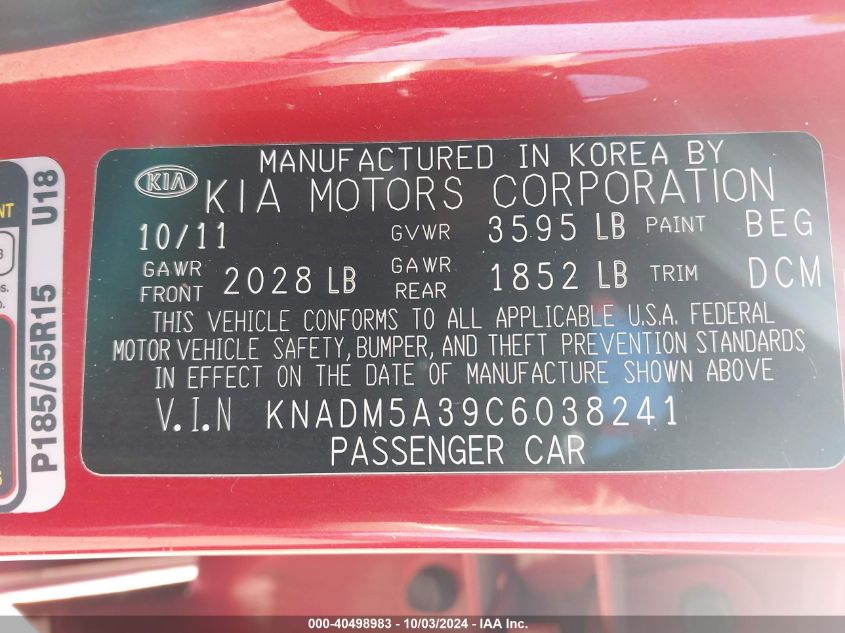 MANUFACTURED IN KOREA BY
KIA KIA MOTORS CORPORATION
10/11 GVWR 3595 LB PAINT BEG
GAWR FRONT 2028 LB GAWR REAR 1852 LB TRIM DCM
THIS VEHICLE CONFORMS TO ALL APPLICABLE U.S.A. FEDERAL
MOTOR VEHICLE SAFETY, BUMPER, AND THEFT PREVENTION STANDARDS
IN EFFECT ON THE DATE OF MANUFACTURE SHOWN ABOVE
V.I.N KNADM5A39C6038241
PASSENGER CAR
P185/65R15 U18
000-40498983 - 10/03/2024 - IAA Inc.